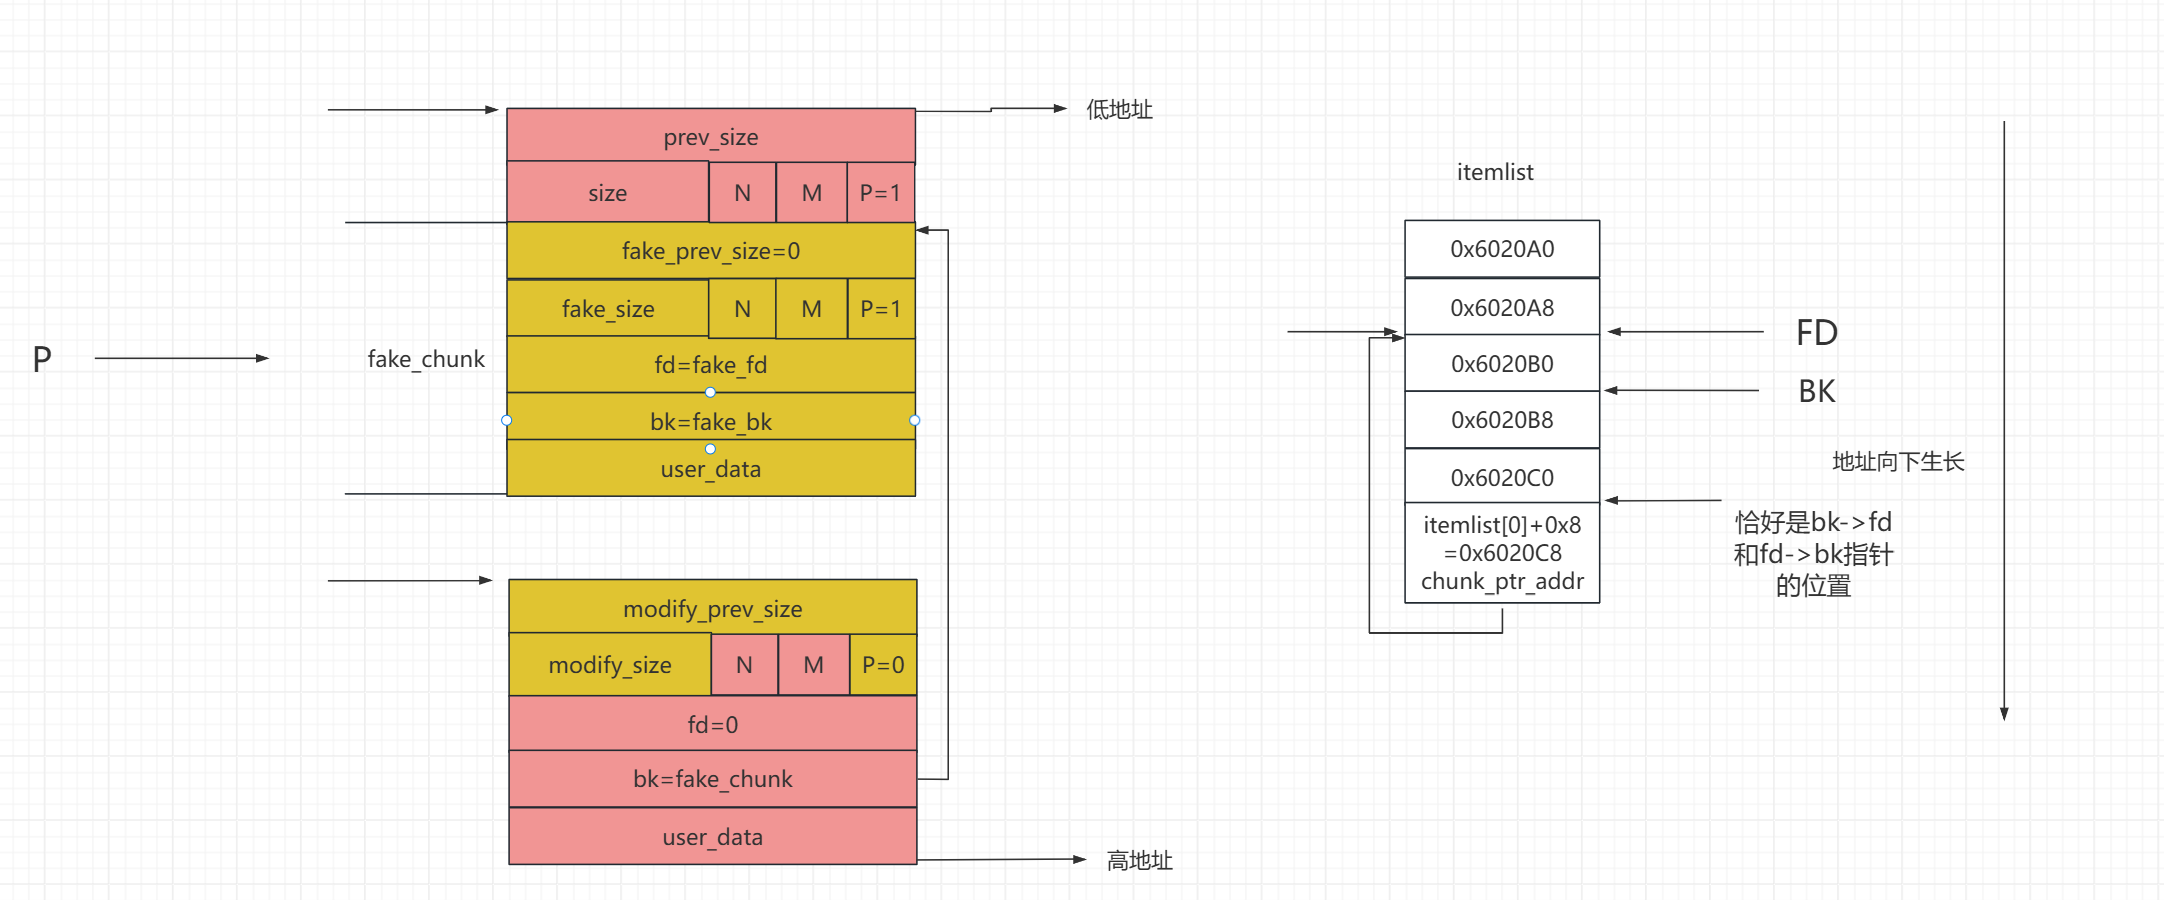 低地址
prev_size
size N M P=1
fake_prev_size=0
fake_size N M P=1
P
fake_chunk
fd=fake_fd
bk=fake_bk
user_data
modify_prev_size
modify_size N M P=0
fd=0
bk=fake_chunk
user_data
高地址
itemlist
0x6020A0
0x6020A8
FD
0x6020B0
BK
0x6020B8
地址向下生长
0x6020C0
itemlist[0]+0x8
=0x6020C8
chunk_ptr_addr
恰好是bk->fd
和fd->bk指针
的位置